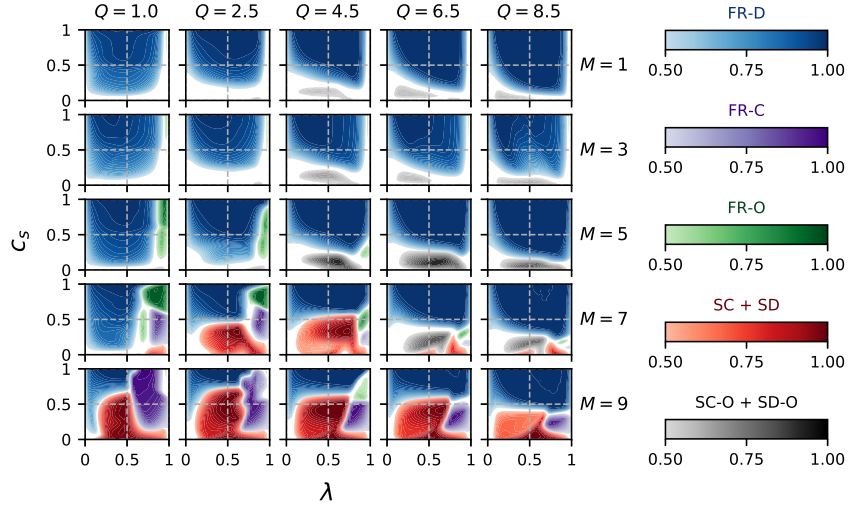 Q = 1.0 Q = 2.5 Q = 4.5 Q = 6.5 Q = 8.5
FR-D
1
0.5
0
M = 1
0.50 0.75 1.00
FR-C
1
0.5
0
M = 3
0.50 0.75 1.00
FR-O
1
0.5
0
M = 5
0.50 0.75 1.00
c_s
SC + SD
1
0.5
0
M = 7
0.50 0.75 1.00
SC-O + SD-O
1
0.5
0
M = 9
0.50 0.75 1.00
0 0.5 1 0 0.5 1 0 0.5 1 0 0.5 1 0 0.5 1
λ